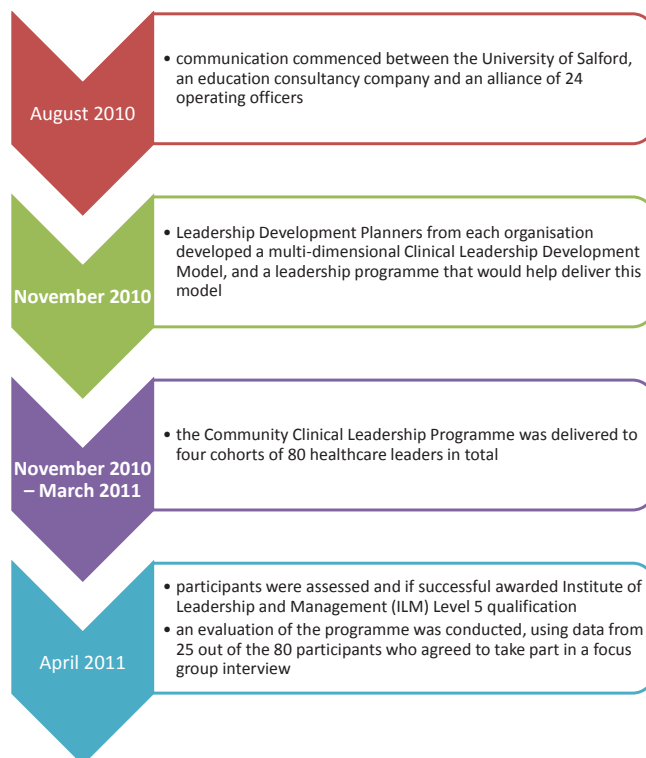 August 2010
• communication commenced between the University of Salford,
an education consultancy company and an alliance of 24
operating officers
November 2010
• Leadership Development Planners from each organisation
developed a multi-dimensional Clinical Leadership Development
Model, and a leadership programme that would help deliver this
model
November 2010
– March 2011
• the Community Clinical Leadership Programme was delivered to
four cohorts of 80 healthcare leaders in total
April 2011
• participants were assessed and if successful awarded Institute of
Leadership and Management (ILM) Level 5 qualification
• an evaluation of the programme was conducted, using data from
25 out of the 80 participants who agreed to take part in a focus
group interview